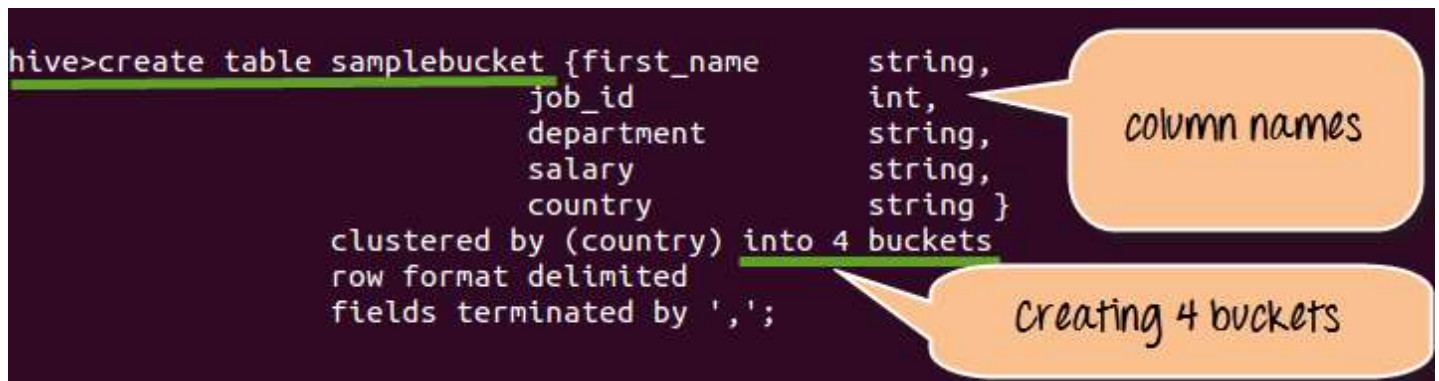 hive>create table samplebucket {first_name string,
job_id int,
department string,
salary string,
country string }
clustered by (country) into 4 buckets
row format delimited
fields terminated by ',';
column names
Creating 4 buckets